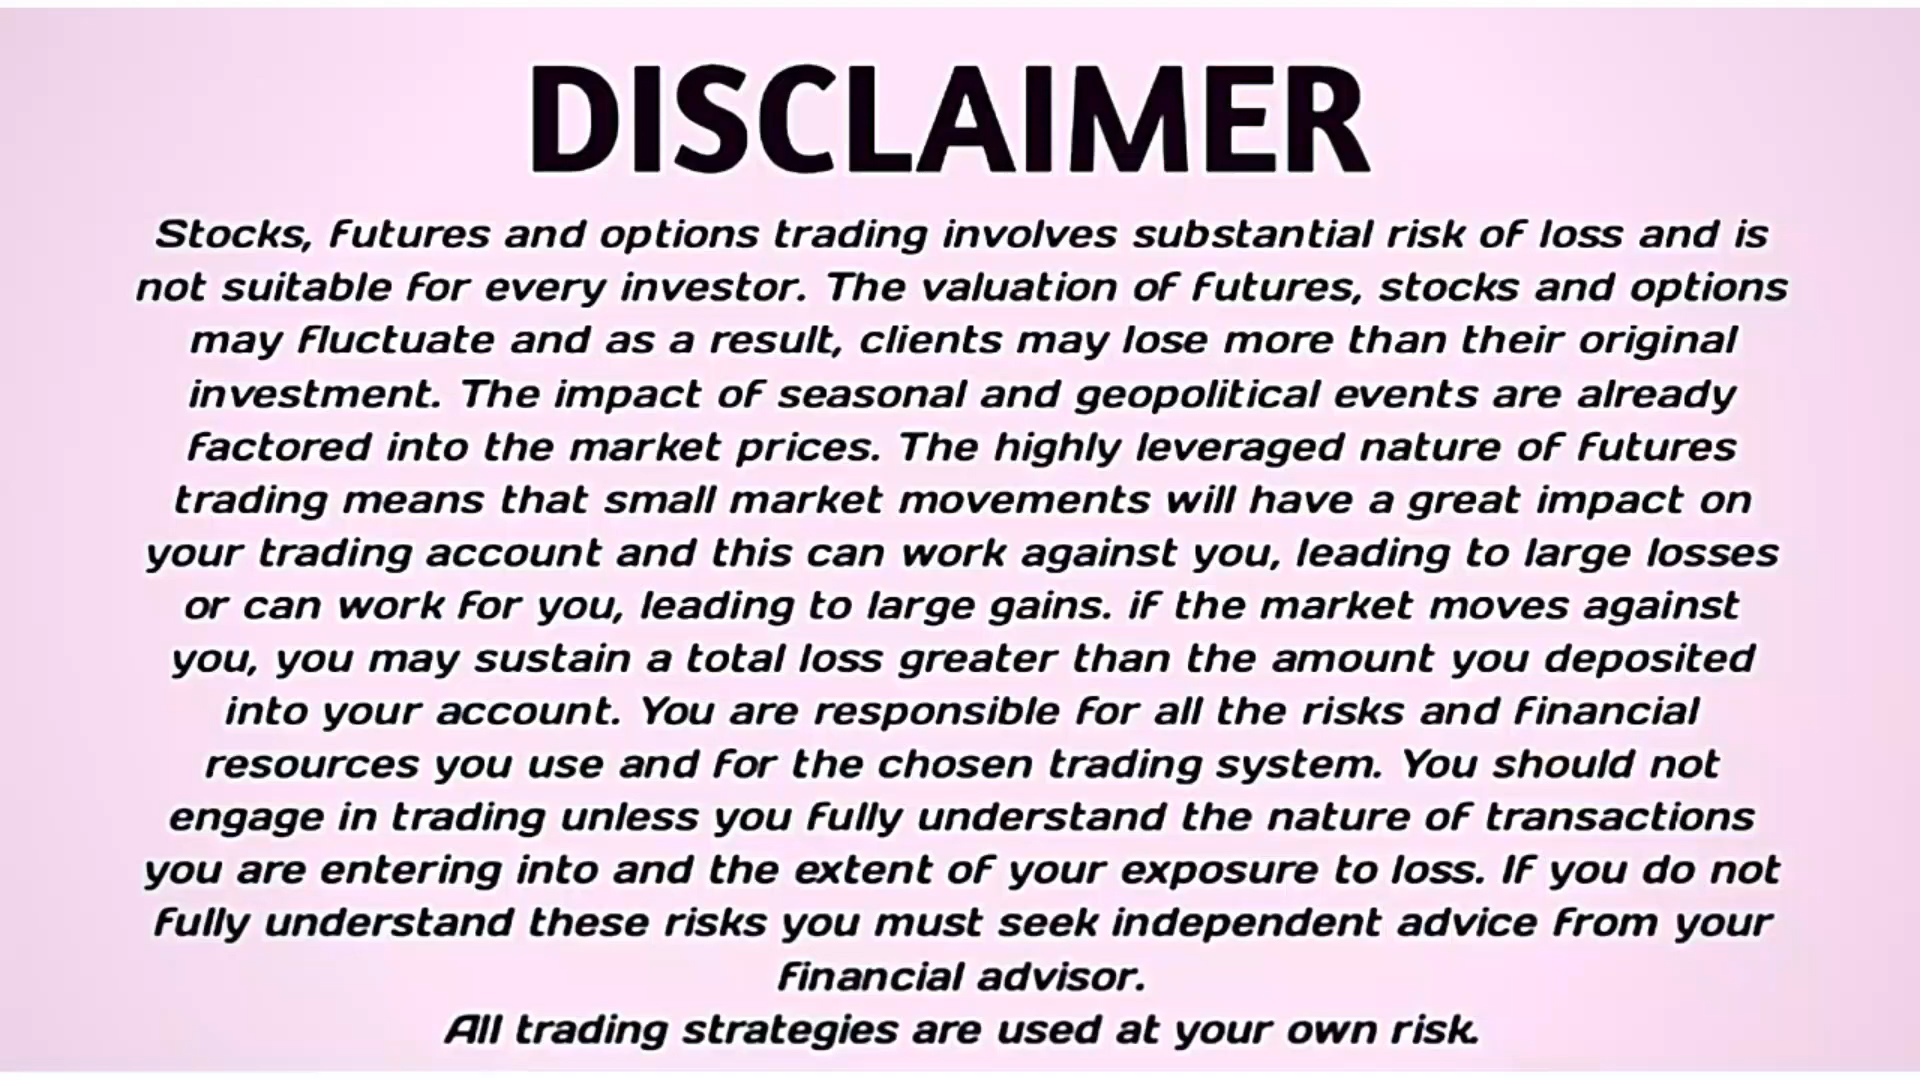 DISCLAIMER
Stocks, futures and options trading involves substantial risk of loss and is
not suitable for every investor. The valuation of futures, stocks and options
may fluctuate and as a result, clients may lose more than their original
investment. The impact of seasonal and geopolitical events are already
factored into the market prices. The highly leveraged nature of futures
trading means that small market movements will have a great impact on
your trading account and this can work against you, leading to large losses
or can work for you, leading to large gains. if the market moves against
you, you may sustain a total loss greater than the amount you deposited
into your account. You are responsible for all the risks and financial
resources you use and for the chosen trading system. You should not
engage in trading unless you fully understand the nature of transactions
you are entering into and the extent of your exposure to loss. If you do not
fully understand these risks you must seek independent advice from your
financial advisor.
All trading strategies are used at your own risk.